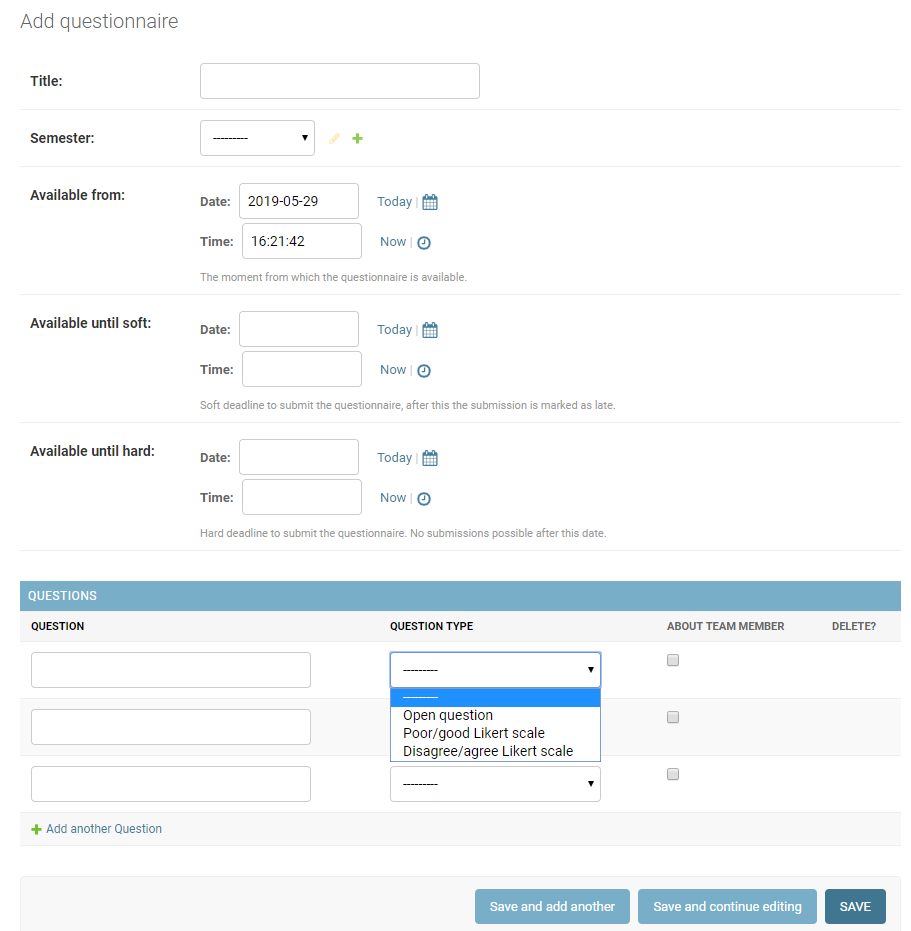 Add questionnaire
Title:
Semester: ---------
Available from: Date: 2019-05-29 Today |
Time: 16:21:42 Now |
The moment from which the questionnaire is available.
Available until soft: Date: Today |
Time: Now |
Soft deadline to submit the questionnaire, after this the submission is marked as late.
Available until hard: Date: Today |
Time: Now |
Hard deadline to submit the questionnaire. No submissions possible after this date.
QUESTIONS
QUESTION QUESTION TYPE ABOUT TEAM MEMBER DELETE?
---------
---------
Open question
Poor/good Likert scale
Disagree/agree Likert scale
---------
Add another Question
Save and add another Save and continue editing SAVE